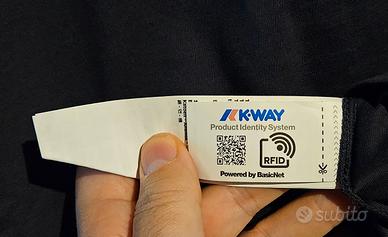 K-WAY
Product Identity System
RFID
Powered by BasicNet
subito